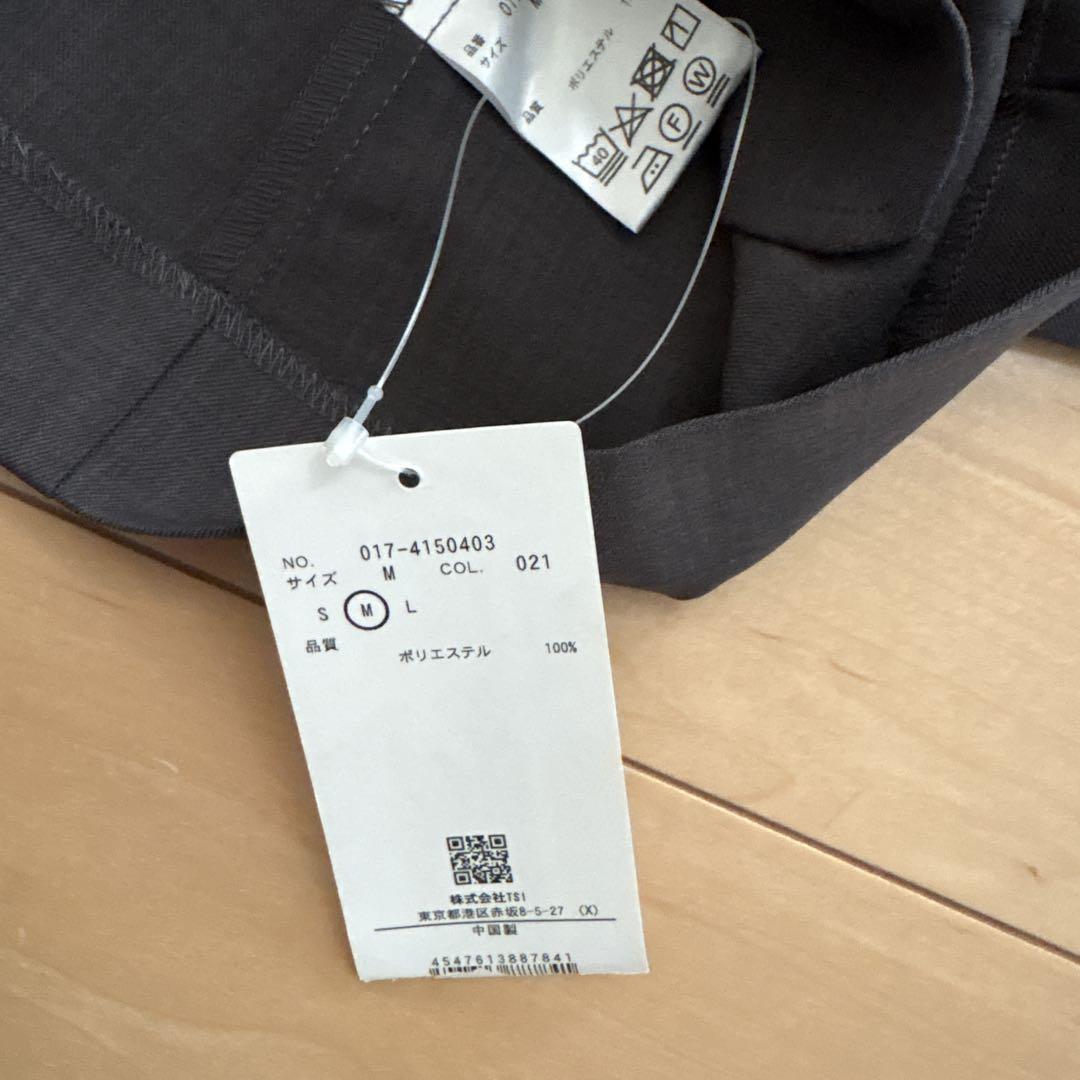 品番
サイズ
品質
ポリエステル
40
F
W
NO. 017-4150403
サイズ M COL. 021
S M L
品質
ポリエステル 100%
株式会社TSI
東京都港区赤坂8-5-27 (X)
中国製
4547613887841